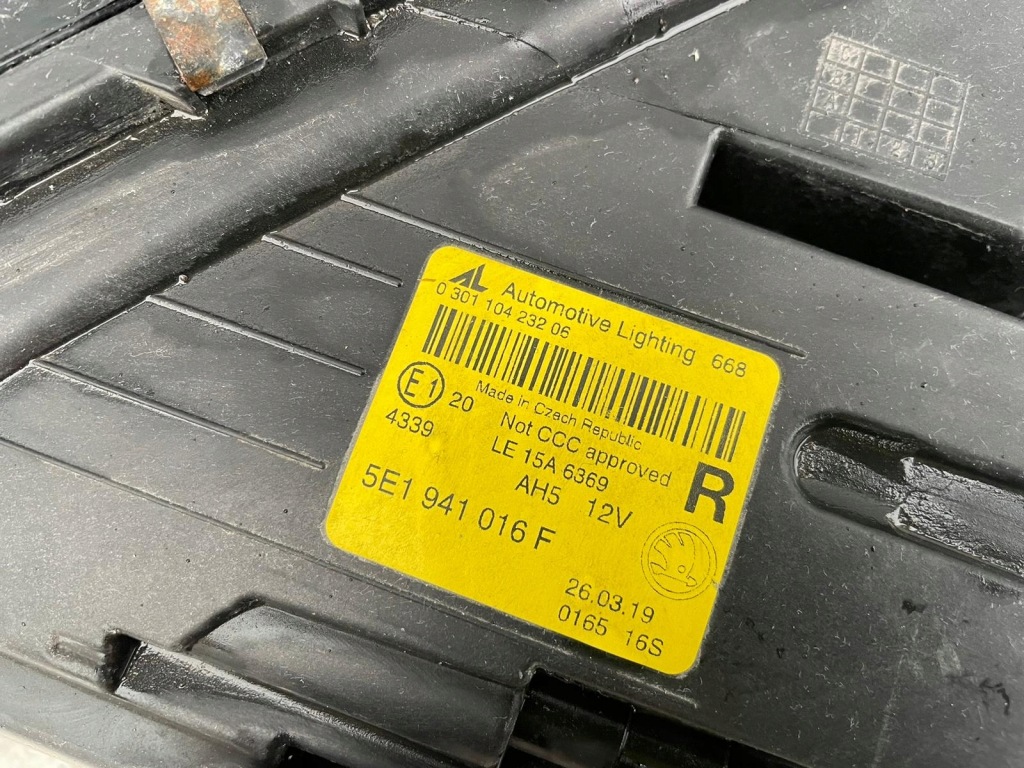 AL Automotive Lighting 668
0 301 104 232 06
Made in Czech Republic
E1 20 Not CCC approved
4339 LE 15A 6369
AH5 12V R
5E1 941 016 F
26.03.19
0165 16S